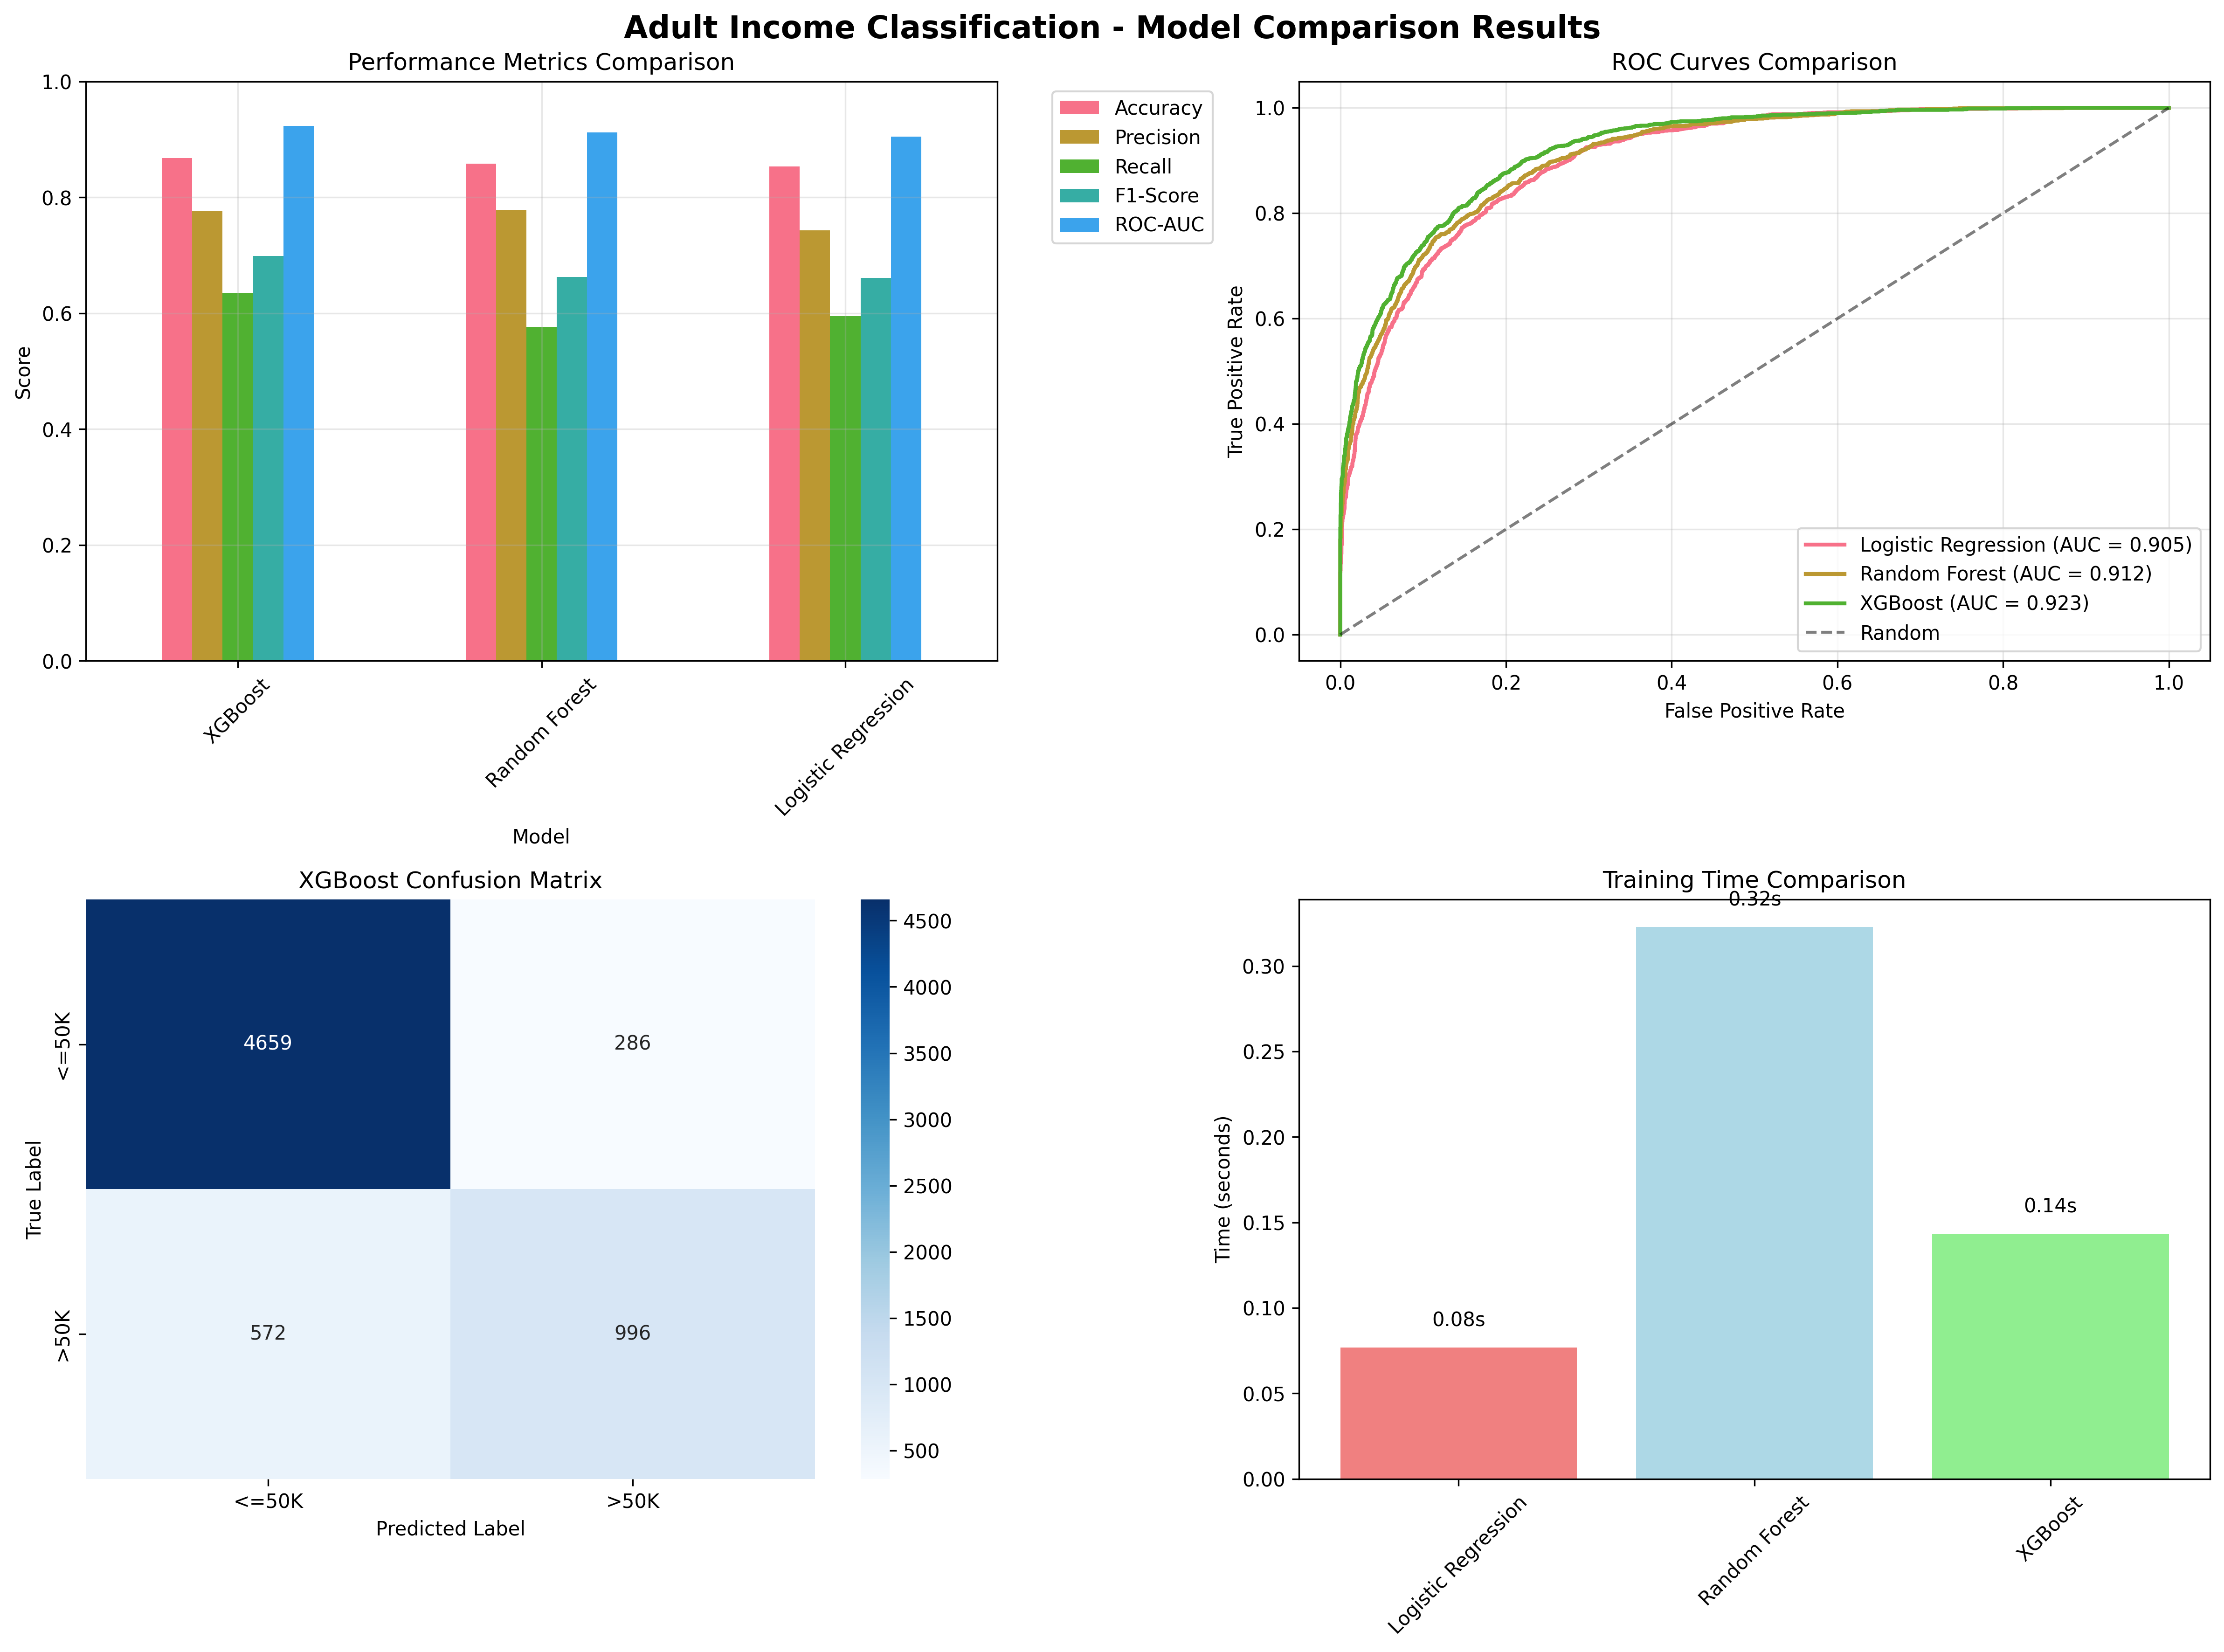 Adult Income Classification - Model Comparison Results
Performance Metrics Comparison
Score
1.0
0.8
0.6
0.4
0.2
0.0
XGBoost
Random Forest
Logistic Regression
Model
Accuracy
Precision
Recall
F1-Score
ROC-AUC
ROC Curves Comparison
True Positive Rate
1.0
0.8
0.6
0.4
0.2
0.0
Logistic Regression (AUC = 0.905)
Random Forest (AUC = 0.912)
XGBoost (AUC = 0.923)
Random
0.0 0.2 0.4 0.6 0.8 1.0
False Positive Rate
XGBoost Confusion Matrix
True Label
<=50K
>50K
4659 286
572 996
<=50K >50K
Predicted Label
4500
4000
3500
3000
2500
2000
1500
1000
500
Training Time Comparison
Time (seconds)
0.30
0.25
0.20
0.15
0.10
0.05
0.00
0.08s
0.32s
0.14s
Logistic Regression
Random Forest
XGBoost